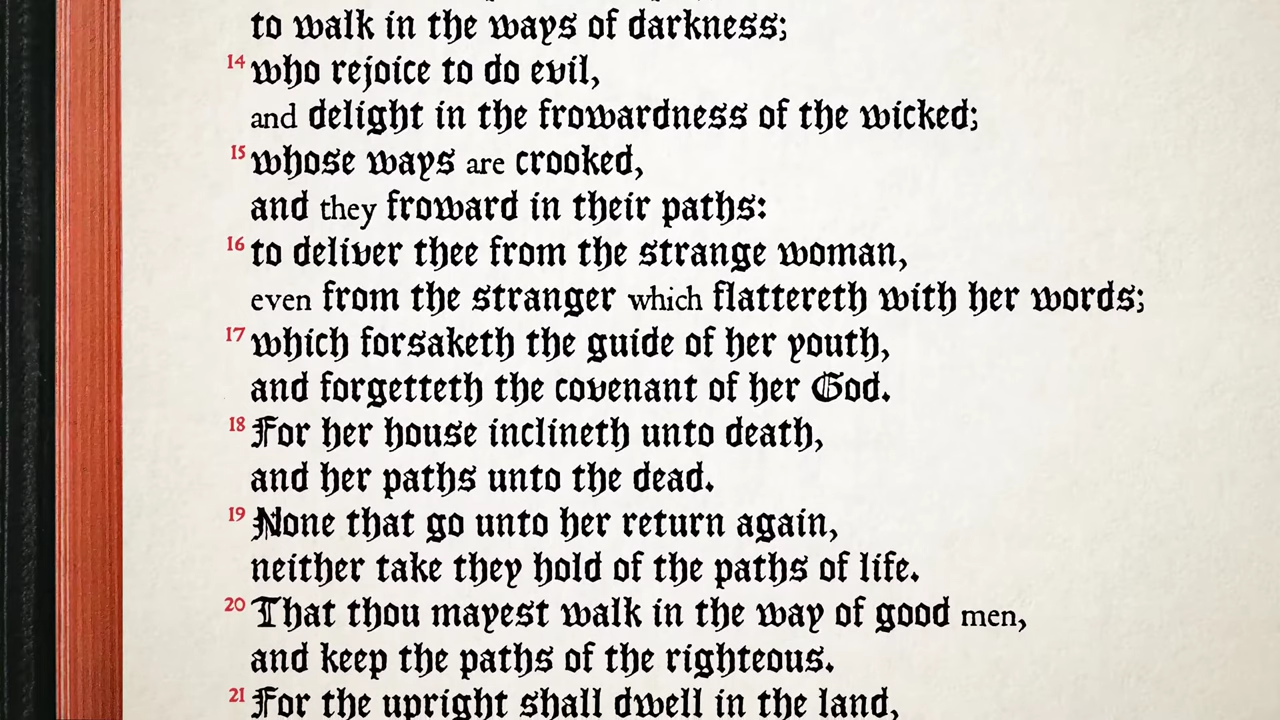 to walk in the ways of darkness;
14 who rejoice to do evil,
and delight in the frowardness of the wicked;
15 whose ways are crooked,
and they froward in their paths:
16 to deliver thee from the strange woman,
even from the stranger which flattereth with her words;
17 which forsaketh the guide of her youth,
and forgetteth the covenant of her God.
18 For her house inclineth unto death,
and her paths unto the dead.
19 None that go unto her return again,
neither take they hold of the paths of life.
20 That thou mayest walk in the way of good men,
and keep the paths of the righteous.
21 For the upright shall dwell in the land,